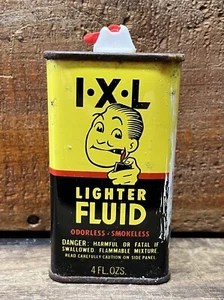 I·X·L
LIGHTER
FLUID
ODORLESS - SMOKELESS
DANGER: HARMFUL OR FATAL IF
SWALLOWED. FLAMMABLE MIXTURE
READ CAREFULLY CAUTION ON SIDE PANEL
4 FL. OZS.